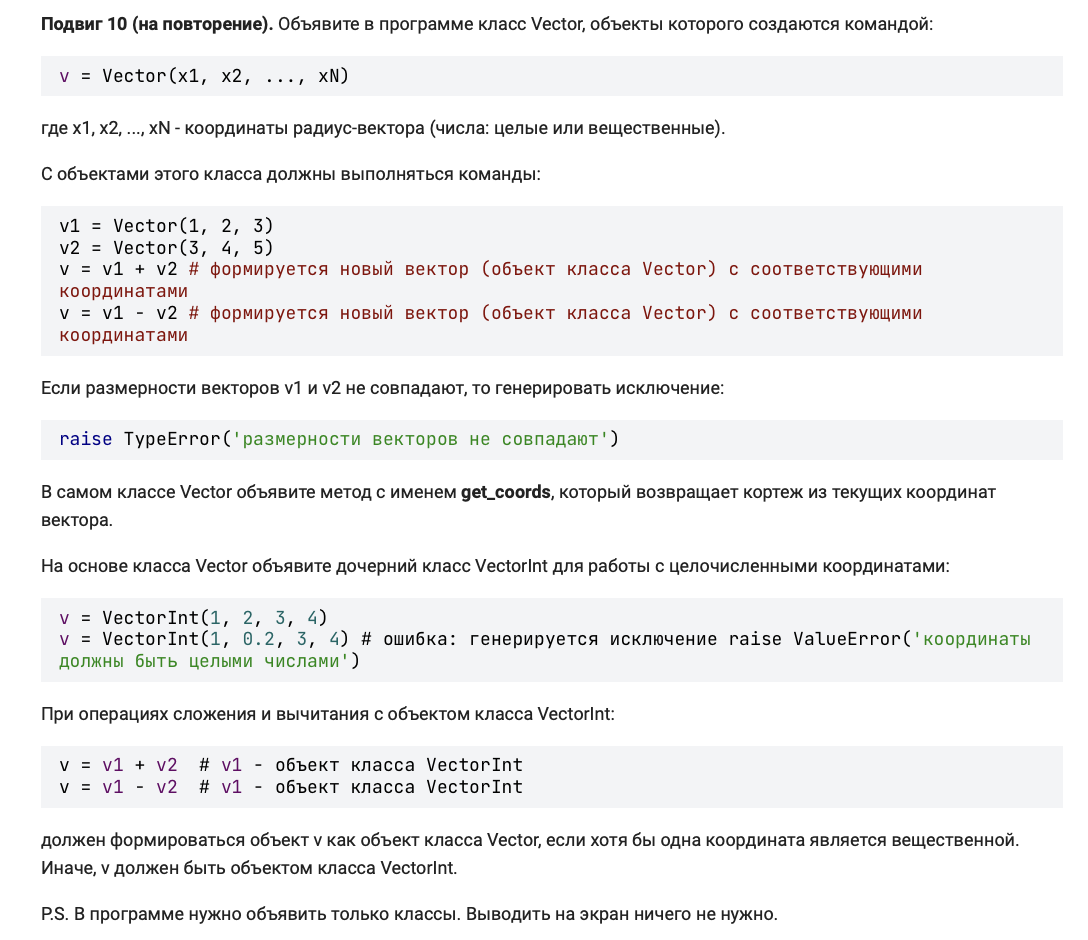 Подвиг 10 (на повторение). Объявите в программе класс Vector, объекты которого создаются командой:
v = Vector(x1, x2, ..., xN)
где x1, x2, ..., xN - координаты радиус-вектора (числа: целые или вещественные).
С объектами этого класса должны выполняться команды:
v1 = Vector(1, 2, 3)
v2 = Vector(3, 4, 5)
v = v1 + v2 # формируется новый вектор (объект класса Vector) с соответствующими
координатами
v = v1 - v2 # формируется новый вектор (объект класса Vector) с соответствующими
координатами
Если размерности векторов v1 и v2 не совпадают, то генерировать исключение:
raise TypeError('размерности векторов не совпадают')
В самом классе Vector объявите метод с именем get_coords, который возвращает кортеж из текущих координат
вектора.
На основе класса Vector объявите дочерний класс VectorInt для работы с целочисленными координатами:
v = VectorInt(1, 2, 3, 4)
v = VectorInt(1, 0.2, 3, 4) # ошибка: генерируется исключение raise ValueError('координаты
должны быть целыми числами')
При операциях сложения и вычитания с объектом класса VectorInt:
v = v1 + v2  # v1 - объект класса VectorInt
v = v1 - v2  # v1 - объект класса VectorInt
должен формироваться объект v как объект класса Vector, если хотя бы одна координата является вещественной.
Иначе, v должен быть объектом класса VectorInt.
P.S. В программе нужно объявить только классы. Выводить на экран ничего не нужно.